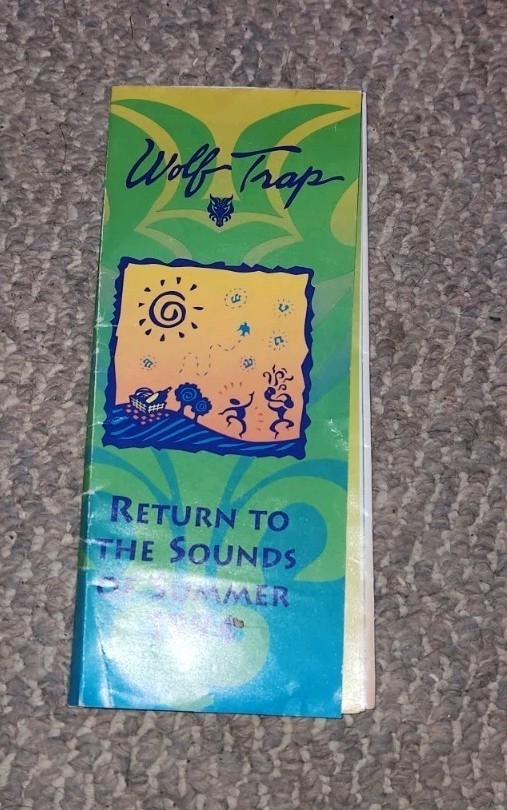 Wolf Trap
RETURN TO
THE SOUNDS
OF SUMMER